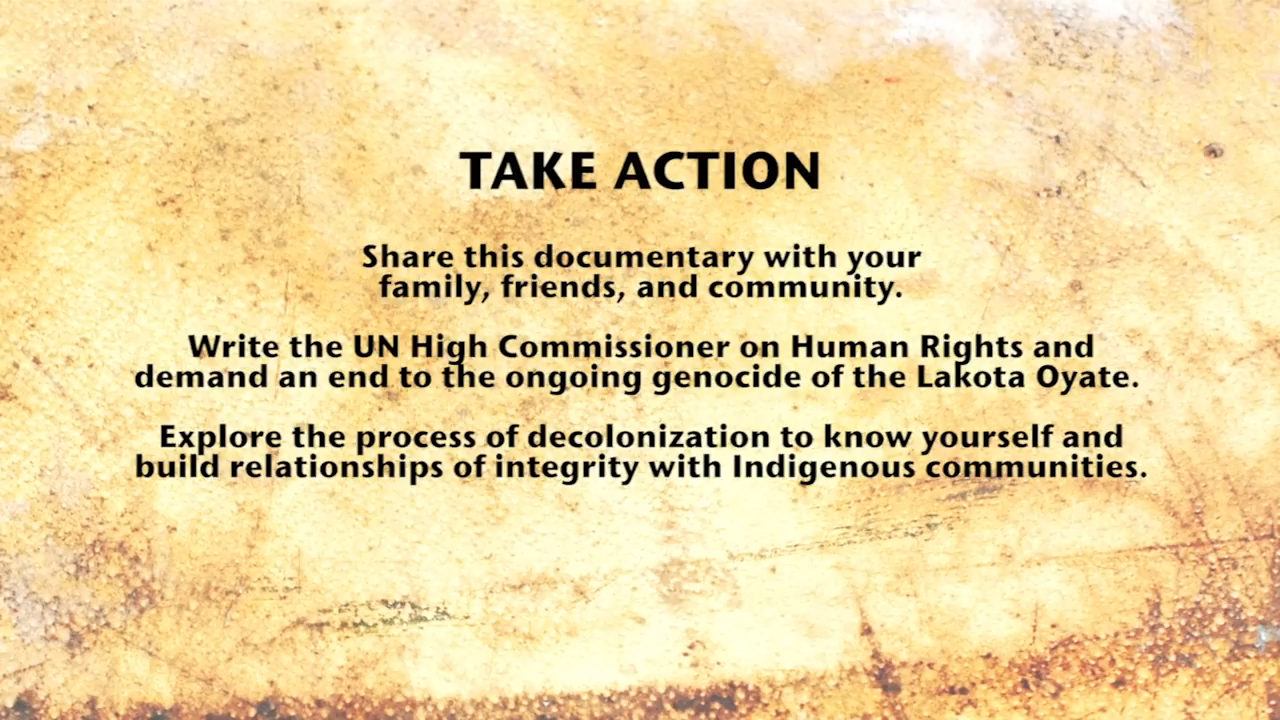 TAKE ACTION
Share this documentary with your
family, friends, and community.
Write the UN High Commissioner on Human Rights and
demand an end to the ongoing genocide of the Lakota Oyate.
Explore the process of decolonization to know yourself and
build relationships of integrity with Indigenous communities.